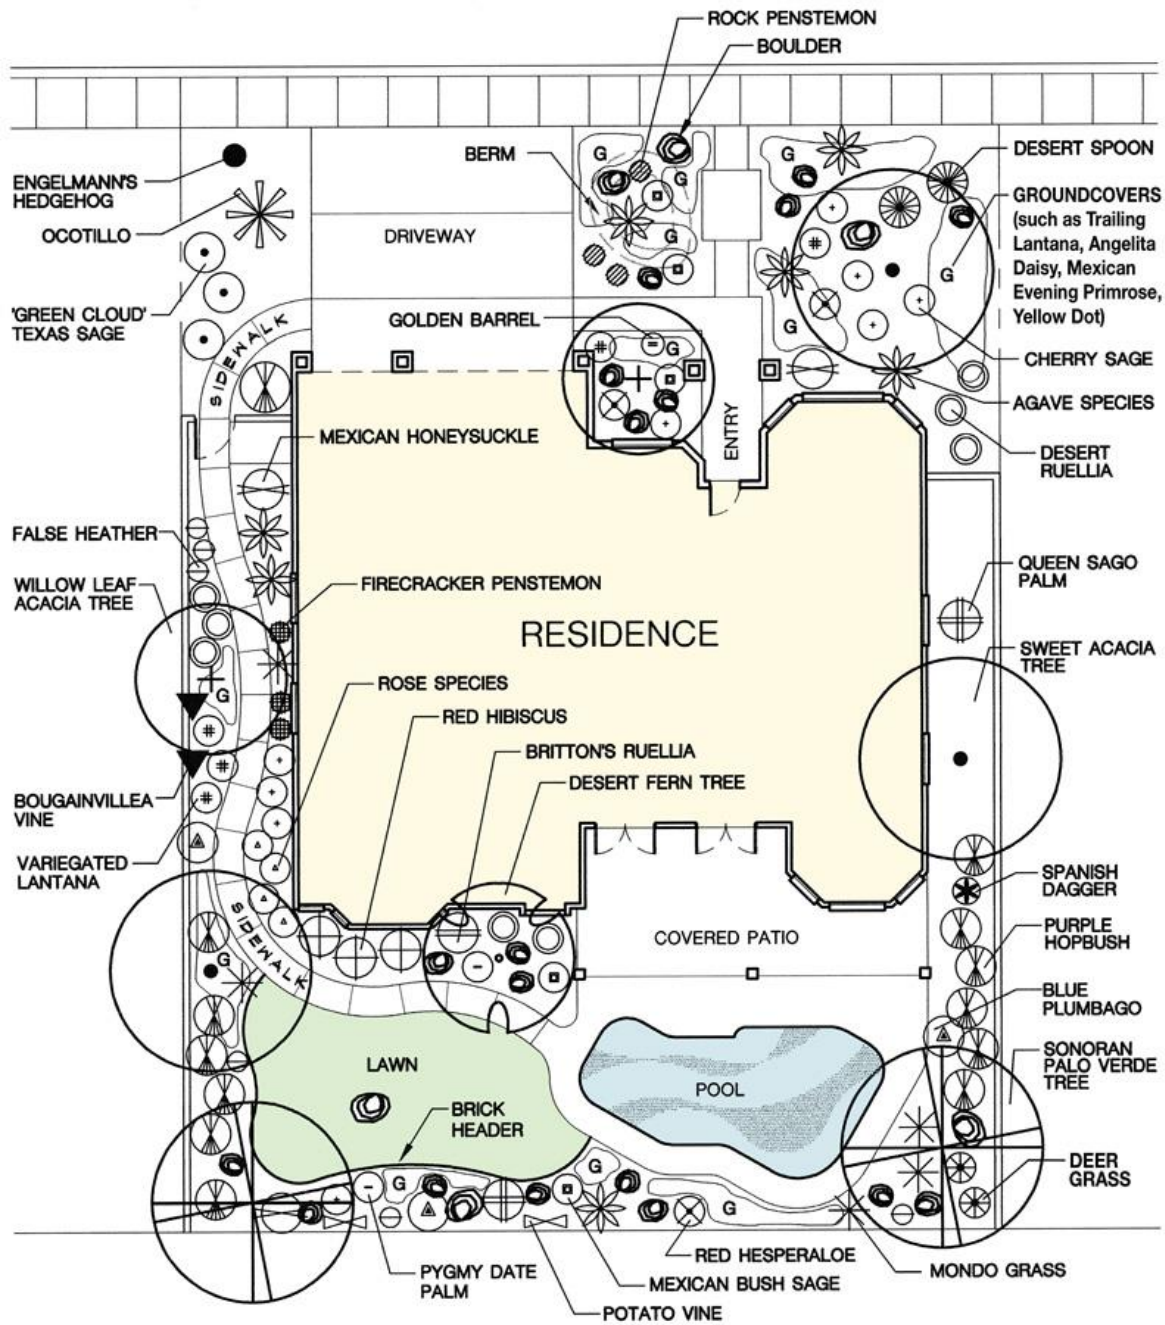 ROCK PENSTEMON
BOULDER
BERM
G
G
G
G
ENGELMANN'S
HEDGEHOG
OCOTILLO
DRIVEWAY
'GREEN CLOUD'
TEXAS SAGE
SIDEWALK
GOLDEN BARREL
G
G
G
DESERT SPOON
GROUNDCOVERS
(such as Trailing
Lantana, Angelita
Daisy, Mexican
Evening Primrose,
Yellow Dot)
CHERRY SAGE
AGAVE SPECIES
DESERT
RUELLIA
ENTRY
MEXICAN HONEYSUCKLE
FALSE HEATHER
WILLOW LEAF
ACACIA TREE
FIRECRACKER PENSTEMON
RESIDENCE
QUEEN SAGO
PALM
SWEET ACACIA
TREE
G
ROSE SPECIES
RED HIBISCUS
BRITTON'S RUELLIA
DESERT FERN TREE
BOUGAINVILLEA
VINE
VARIEGATED
LANTANA
SIDEWALK
G
COVERED PATIO
SPANISH
DAGGER
PURPLE
HOPBUSH
BLUE
PLUMBAGO
SONORAN
PALO VERDE
TREE
LAWN
POOL
BRICK
HEADER
G
G
G
DEER
GRASS
PYGMY DATE
PALM
RED HESPERALOE
MONDO GRASS
MEXICAN BUSH SAGE
POTATO VINE